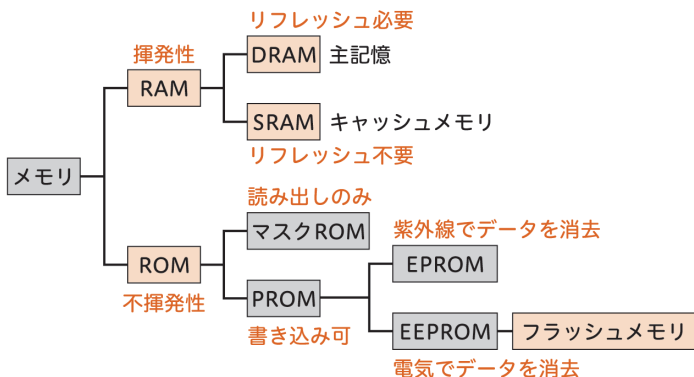 リフレッシュ必要
揮発性
DRAM 主記憶
RAM
SRAM キャッシュメモリ
リフレッシュ不要
メモリ
読み出しのみ
マスクROM
紫外線でデータを消去
ROM
EPROM
不揮発性
PROM
書き込み可
EEPROM
フラッシュメモリ
電気でデータを消去